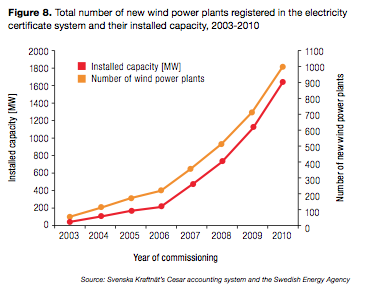 Figure 8. Total number of new wind power plants registered in the electricity
certificate system and their installed capacity, 2003-2010
Installed capacity [MW]
Number of wind power plants
Installed capacity [MW]
2000
1800
1600
1400
1200
1000
800
600
400
200
0
1100
1000
900
800
700
600
500
400
300
200
100
0
Number of new wind power plants
2003 2004 2005 2006 2007 2008 2009 2010
Year of commissioning
Source: Svenska Kraftnät's Cesar accounting system and the Swedish Energy Agency